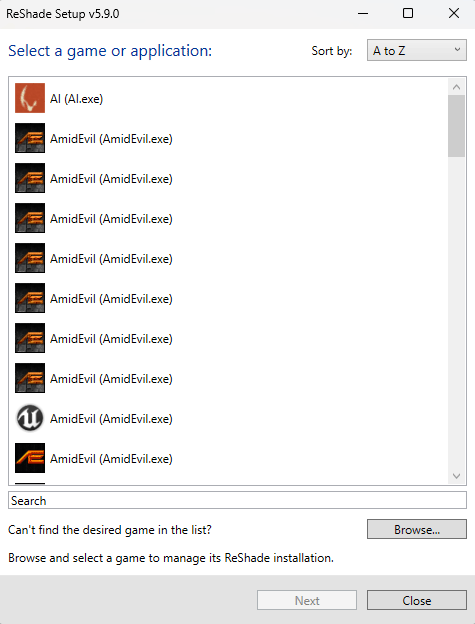 ReShade Setup v5.9.0
Select a game or application:
Sort by:
A to Z
AI (AI.exe)
AmidEvil (AmidEvil.exe)
AmidEvil (AmidEvil.exe)
AmidEvil (AmidEvil.exe)
AmidEvil (AmidEvil.exe)
AmidEvil (AmidEvil.exe)
AmidEvil (AmidEvil.exe)
AmidEvil (AmidEvil.exe)
AmidEvil (AmidEvil.exe)
AmidEvil (AmidEvil.exe)
Search
Can't find the desired game in the list?
Browse...
Browse and select a game to manage its ReShade installation.
Next
Close